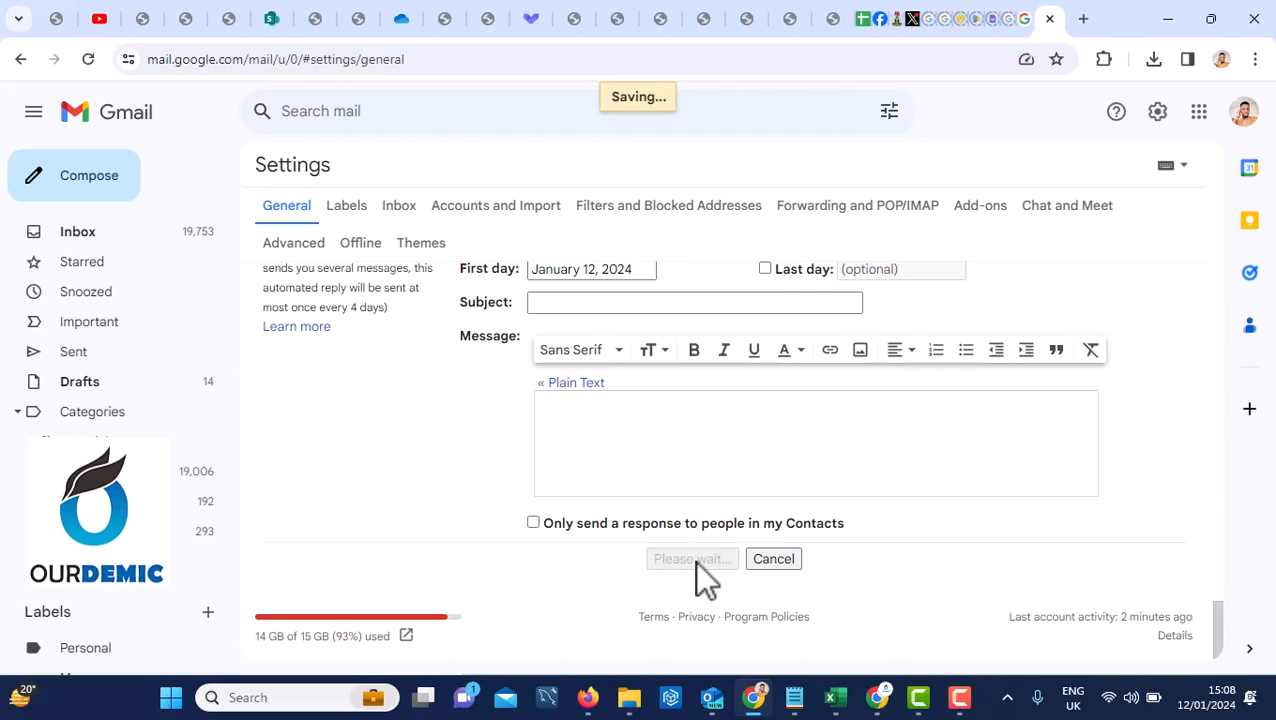 mail.google.com/mail/u/0/#settings/general
Saving...
Gmail
Search mail
Compose
Settings
General Labels Inbox Accounts and Import Filters and Blocked Addresses Forwarding and POP/IMAP Add-ons Chat and Meet
Advanced Offline Themes
Inbox 19,753
Starred
Snoozed
Important
Sent
Drafts 14
Categories
19,006
192
293
OURDEMIC
Labels
Personal
sends you several messages, this
automated reply will be sent at
most once every 4 days)
Learn more
First day: January 12, 2024 Last day: (optional)
Subject:
Message:
Sans Serif
« Plain Text
Only send a response to people in my Contacts
Please wait... Cancel
14 GB of 15 GB (93%) used
Terms · Privacy · Program Policies
Last account activity: 2 minutes ago
Details
20°
Search
ENG
UK
15:08
12/01/2024